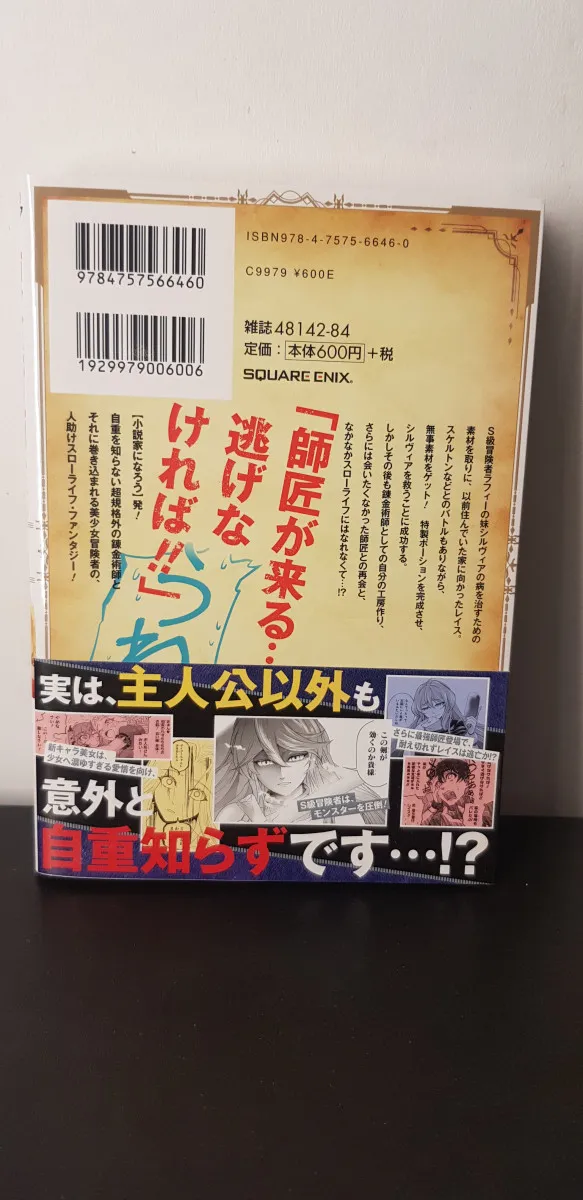 ISBN978-4-7575-6646-0
9784757566460
C9979 ¥600E
1929979006006
雑誌48142-84
定価：本体600円+税
SQUARE ENIX®
S級冒険者ラフィーの妹シルヴィアの病を治すための
素材を取りに、以前住んでいた家に向かったレイス。
スケルトンなどとのバトルもありながら、
無事素材をゲット！　特製ポーションを完成させ、
シルヴィアを救うことに成功する。
しかしその後も錬金術師としての自分の工房作り、
さらには会いたくなかった師匠との再会と、
なかなかスローライフにはなれなくて…!?
「師匠が来る…
逃げな
ければ!!」
【小説家になろう】発！
自重を知らない超規格外の錬金術師と
それに巻き込まれる美少女冒険者の、
人助けスローライフ・ファンタジー！
実は、主人公以外も
新キャラ美女は、
少女へ濃ゆすぎる愛情を向け、
この剣が
効くのか貴様
S級冒険者は、
モンスターを圧倒！
さらに最強師匠登場で、
耐え切れずレイスは逃亡か!?
意外と
自重知らずです…!?